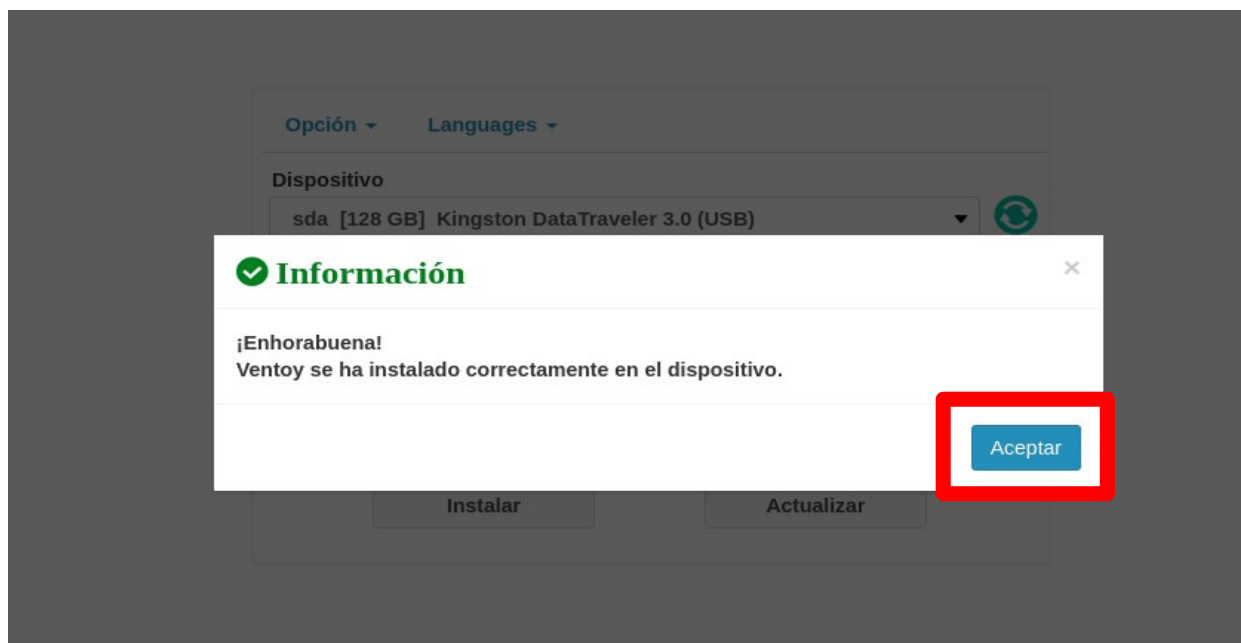 Opción Languages
Dispositivo
sda [128 GB] Kingston DataTraveler 3.0 (USB)
Información
×
¡Enhorabuena!
Ventoy se ha instalado correctamente en el dispositivo.
Aceptar
Instalar Actualizar